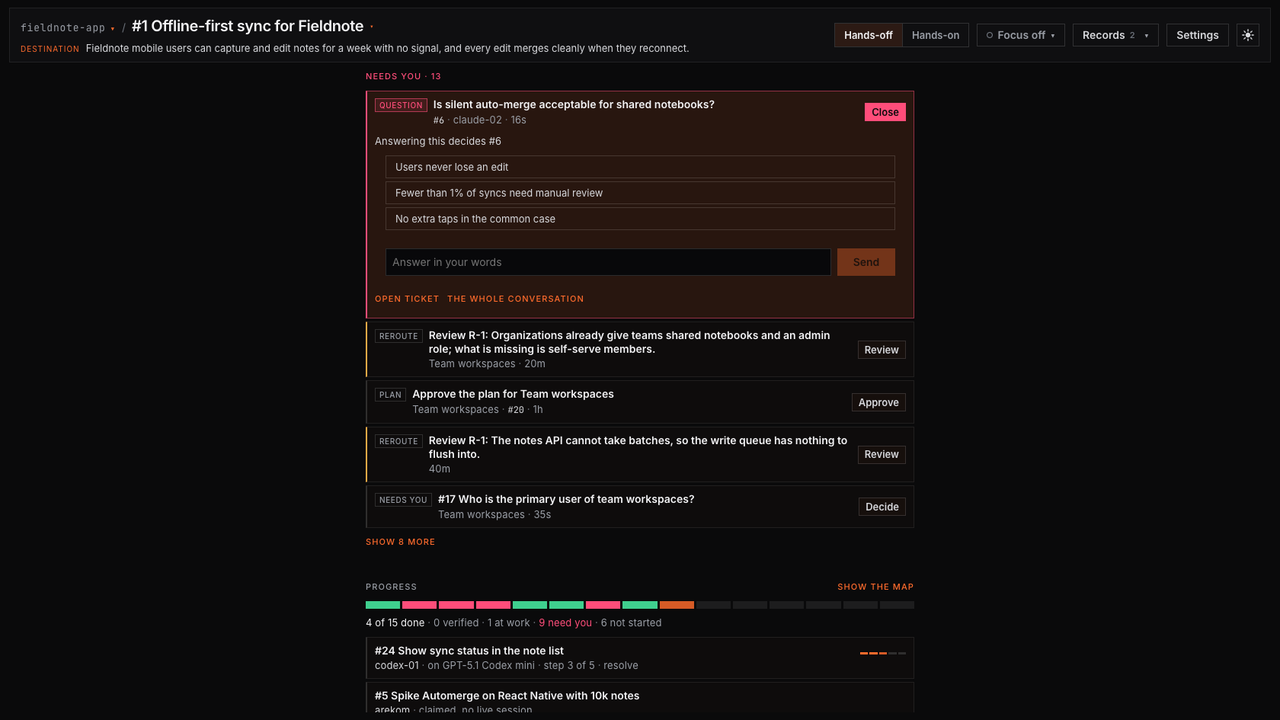 fieldnote-app ▾ / #1 Offline-first sync for Fieldnote
DESTINATION Fieldnote mobile users can capture and edit notes for a week with no signal, and every edit merges cleanly when they reconnect.
Hands-off Hands-on Focus off ▾ Records 2 ▾ Settings
NEEDS YOU · 13
QUESTION Is silent auto-merge acceptable for shared notebooks?
#6 · claude-02 · 16s
Close
Answering this decides #6
Users never lose an edit
Fewer than 1% of syncs need manual review
No extra taps in the common case
Answer in your words Send
OPEN TICKET THE WHOLE CONVERSATION
REROUTE Review R-1: Organizations already give teams shared notebooks and an admin
role; what is missing is self-serve members.
Team workspaces · 20m
Review
PLAN Approve the plan for Team workspaces
Team workspaces · #20 · 1h
Approve
REROUTE Review R-1: The notes API cannot take batches, so the write queue has nothing to
flush into.
40m
Review
NEEDS YOU #17 Who is the primary user of team workspaces?
Team workspaces · 35s
Decide
SHOW 8 MORE
PROGRESS SHOW THE MAP
4 of 15 done · 0 verified · 1 at work · 9 need you · 6 not started
#24 Show sync status in the note list
codex-01 · on GPT-5.1 Codex mini · step 3 of 5 · resolve
#5 Spike Automerge on React Native with 10k notes
arekom · claimed, no live session